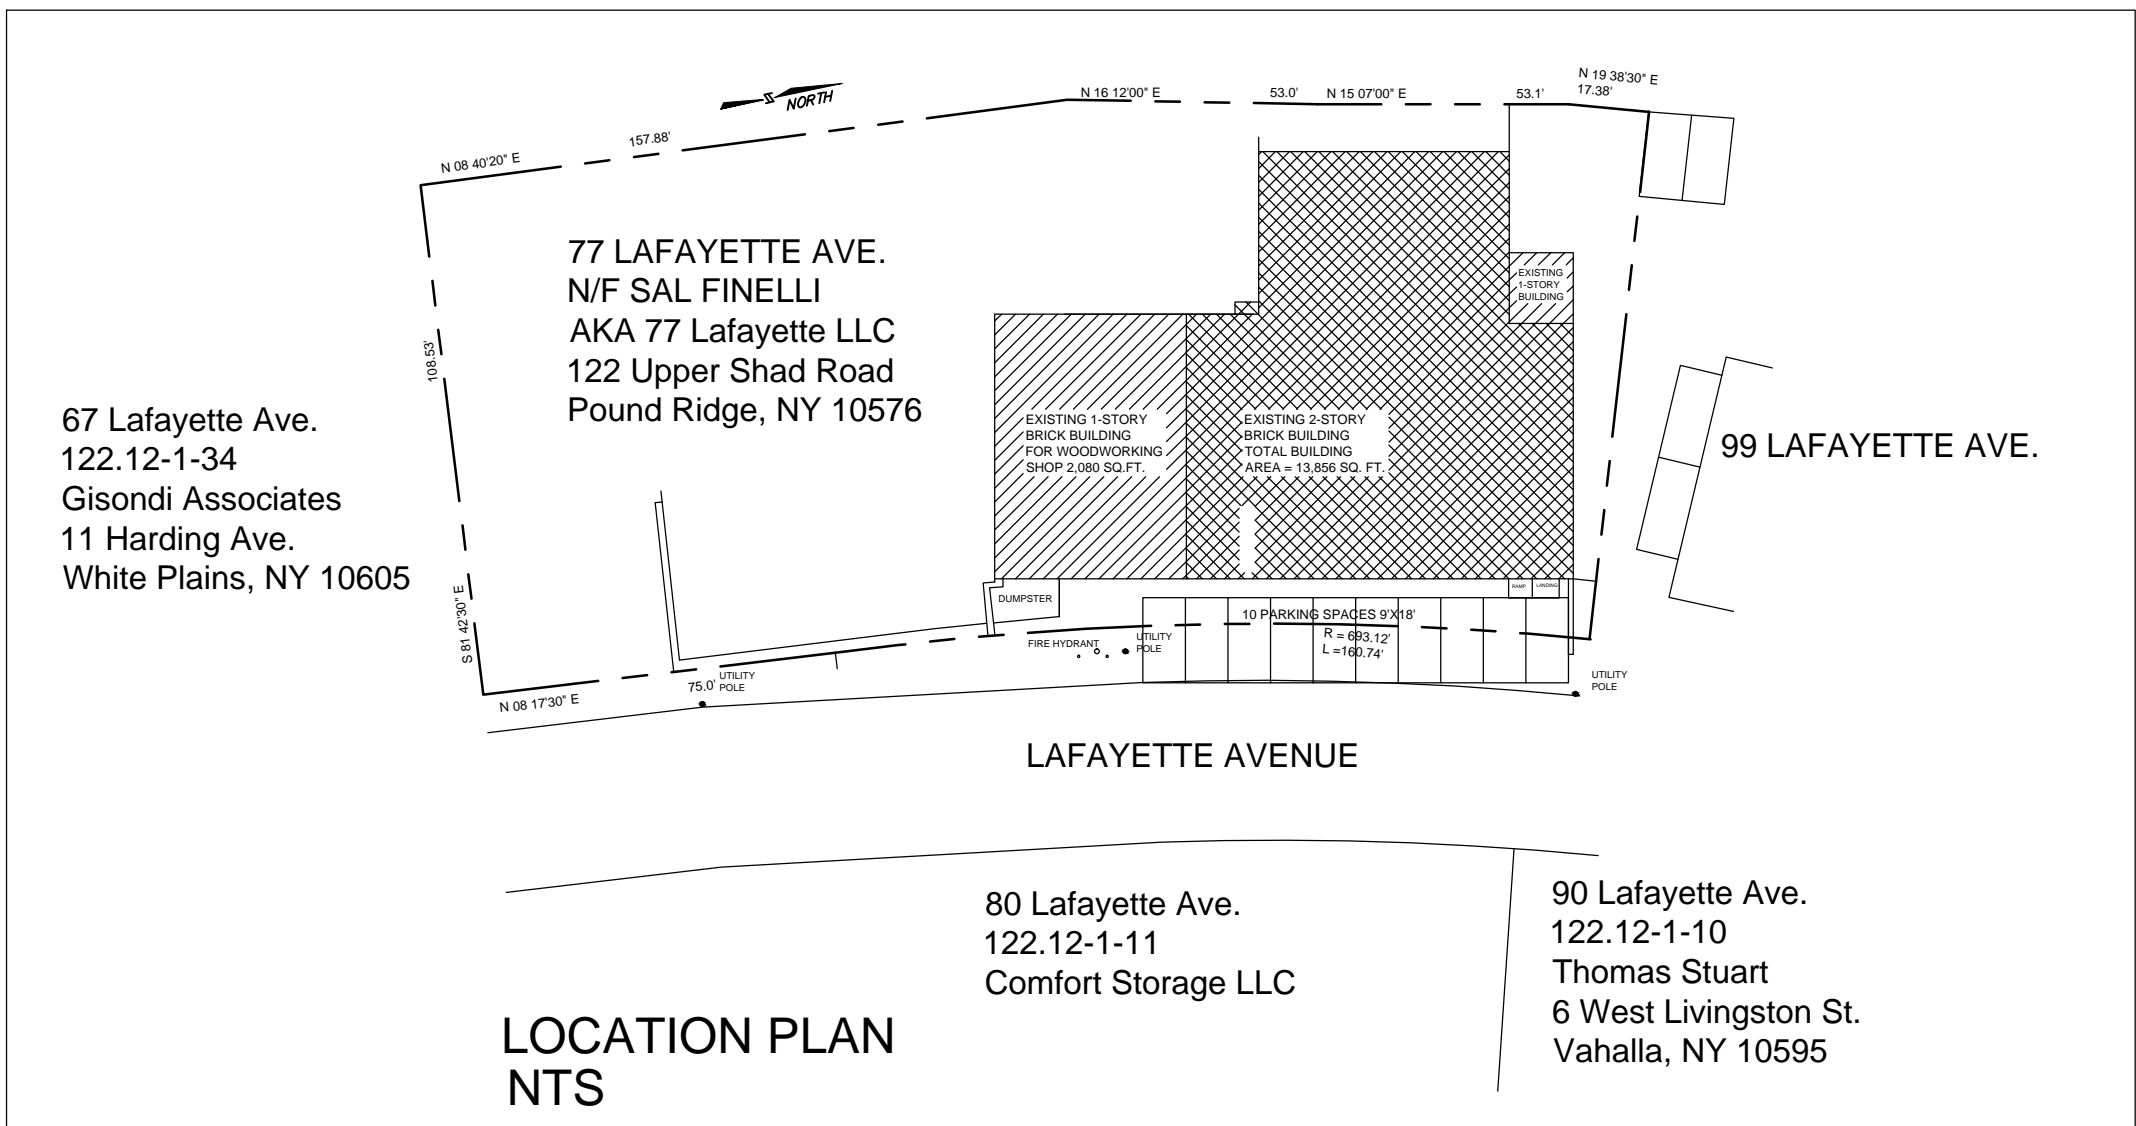 N 19 38'30" E
17.38'
N 16 12'00" E
53.0'
N 15 07'00" E
53.1'
NORTH
157.88'
N 08 40'20" E
77 LAFAYETTE AVE.
N/F SAL FINELLI
AKA 77 Lafayette LLC
122 Upper Shad Road
Pound Ridge, NY 10576
EXISTING
1-STORY
BUILDING
108.53'
67 Lafayette Ave.
122.12-1-34
Gisondi Associates
11 Harding Ave.
White Plains, NY 10605
EXISTING 1-STORY
BRICK BUILDING
FOR WOODWORKING
SHOP 2,080 SQ.FT.
EXISTING 2-STORY
BRICK BUILDING
TOTAL BUILDING
AREA = 13,856 SQ. FT.
99 LAFAYETTE AVE.
S 81 42'30" E
DUMPSTER
RAMP
LANDING
10 PARKING SPACES 9'X18'
R = 693.12'
L =160.74'
FIRE HYDRANT
UTILITY
POLE
75.0'
UTILITY
POLE
UTILITY
POLE
N 08 17'30" E
LAFAYETTE AVENUE
80 Lafayette Ave.
122.12-1-11
Comfort Storage LLC
90 Lafayette Ave.
122.12-1-10
Thomas Stuart
6 West Livingston St.
Vahalla, NY 10595
LOCATION PLAN
NTS